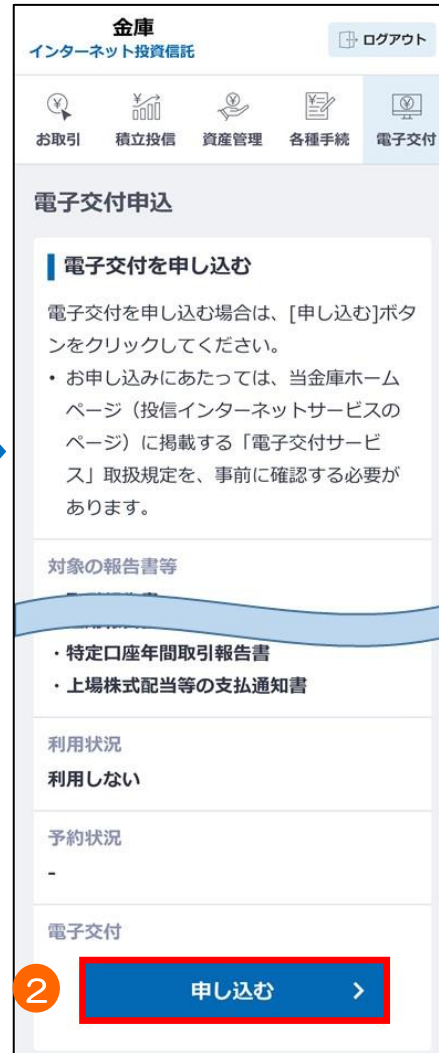 金庫
インターネット投資信託
ログアウト
お取引 積立投信 資産管理 各種手続 電子交付
電子交付申込
電子交付を申し込む
電子交付を申し込む場合は、[申し込む]ボタ
ンをクリックしてください。
• お申し込みにあたっては、当金庫ホーム
ページ（投信インターネットサービスの
ページ）に掲載する「電子交付サービ
ス」取扱規定を、事前に確認する必要が
あります。
対象の報告書等
・特定口座年間取引報告書
・上場株式配当等の支払通知書
利用状況
利用しない
予約状況
-
電子交付
2
申し込む